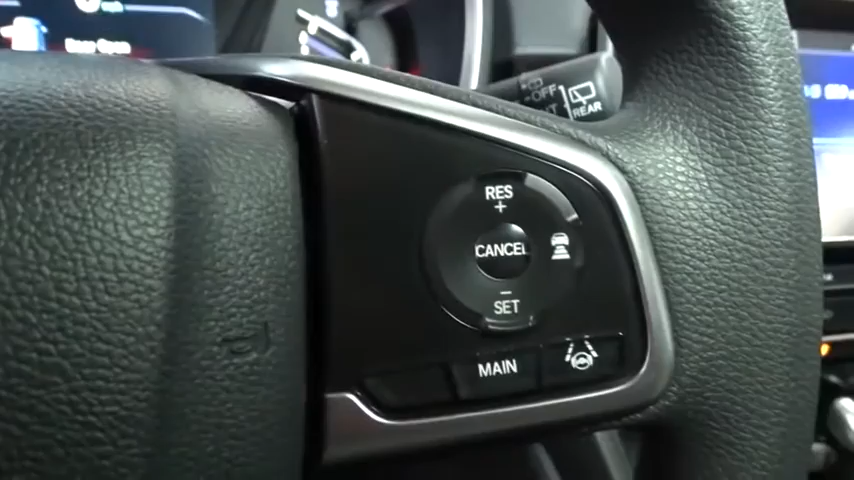 OFF
REAR
RES
+
CANCEL
-
SET
MAIN